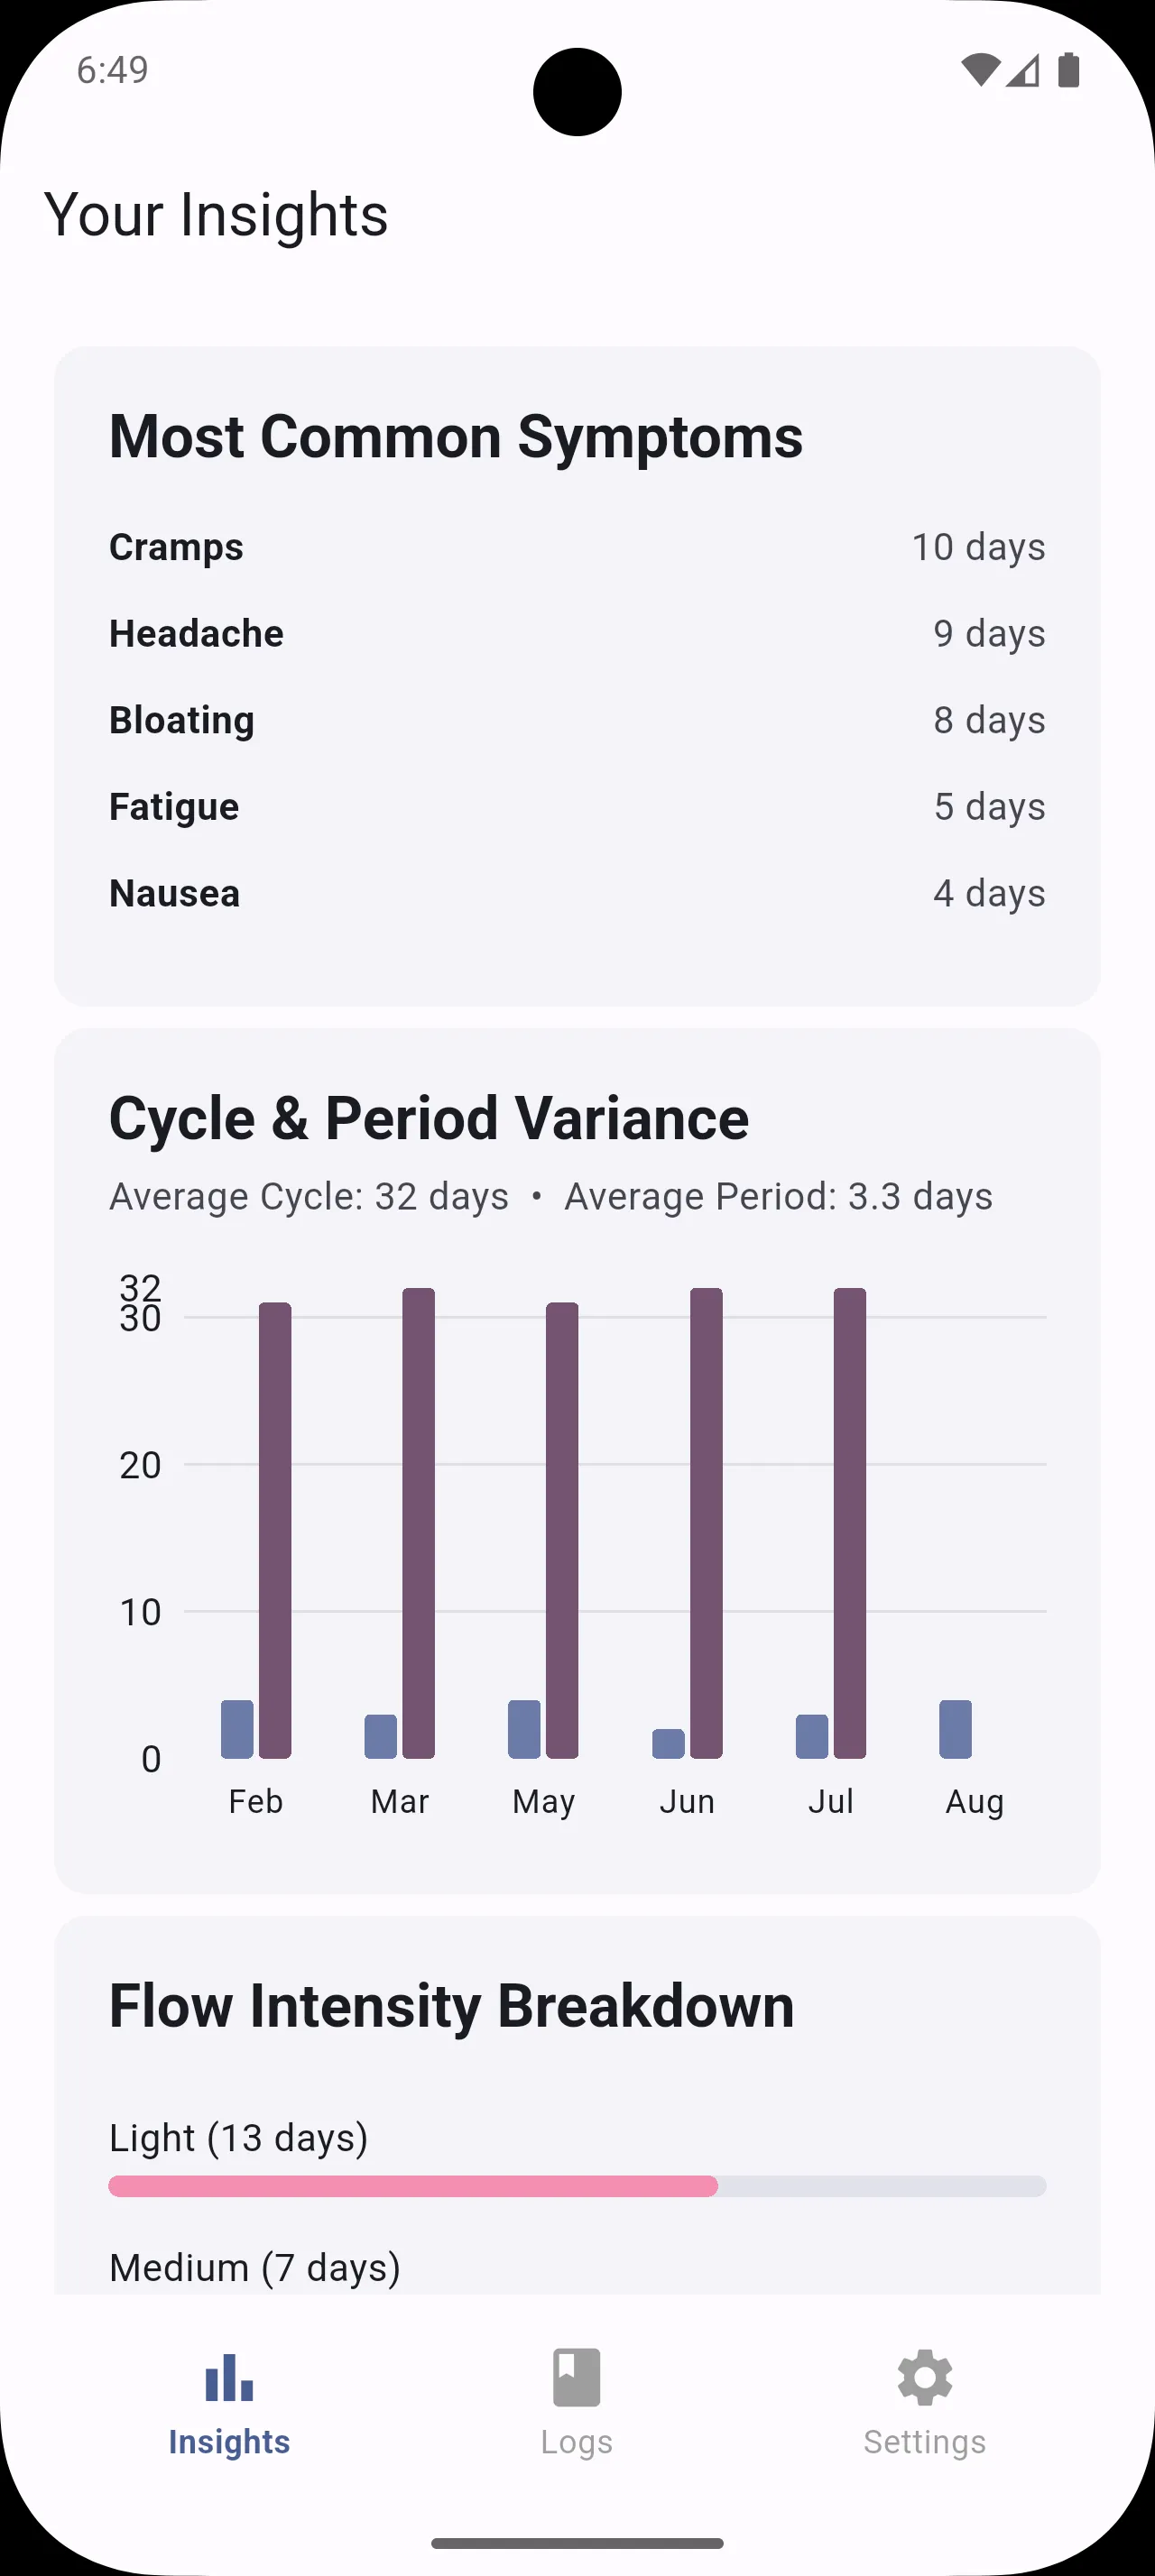 6:49
Your Insights
Most Common Symptoms
Cramps 10 days
Headache 9 days
Bloating 8 days
Fatigue 5 days
Nausea 4 days
Cycle & Period Variance
Average Cycle: 32 days • Average Period: 3.3 days
32
30
20
10
0
Feb Mar May Jun Jul Aug
Flow Intensity Breakdown
Light (13 days)
Medium (7 days)
Insights Logs Settings